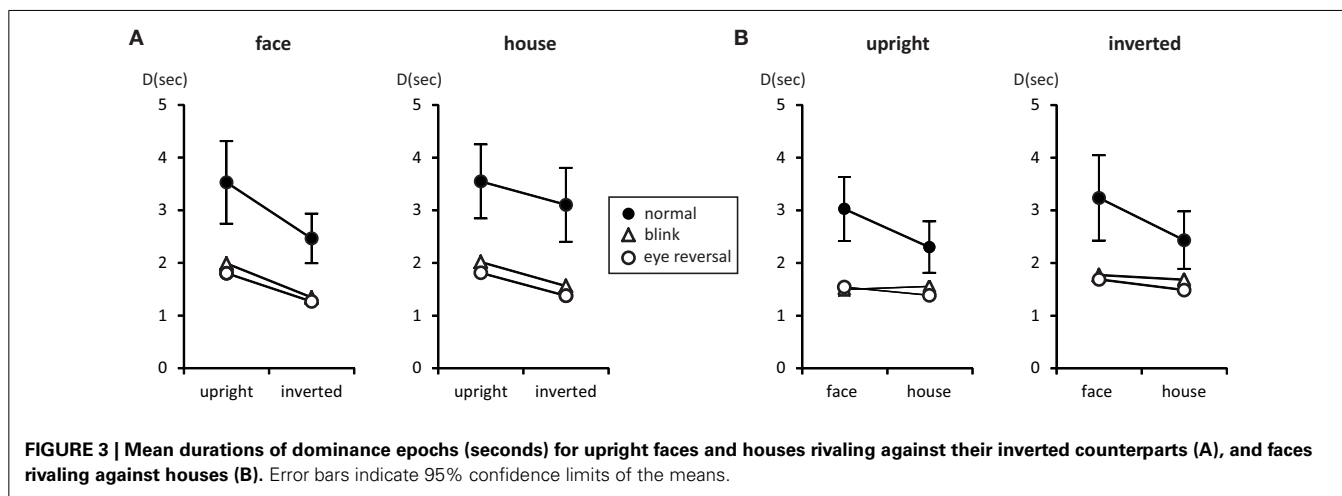 A
face
house
B
upright
inverted
D(sec)
5
4
3
2
1
0
upright inverted
D(sec)
5
4
3
2
1
0
upright inverted
normal
blink
eye reversal
D(sec)
5
4
3
2
1
0
face house
D(sec)
5
4
3
2
1
0
face house
FIGURE 3 | Mean durations of dominance epochs (seconds) for upright faces and houses rivaling against their inverted counterparts (A), and faces
rivaling against houses (B). Error bars indicate 95% confidence limits of the means.